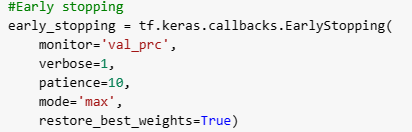 #Early stopping
early_stopping = tf.keras.callbacks.EarlyStopping(
    monitor='val_prc',
    verbose=1,
    patience=10,
    mode='max',
    restore_best_weights=True)